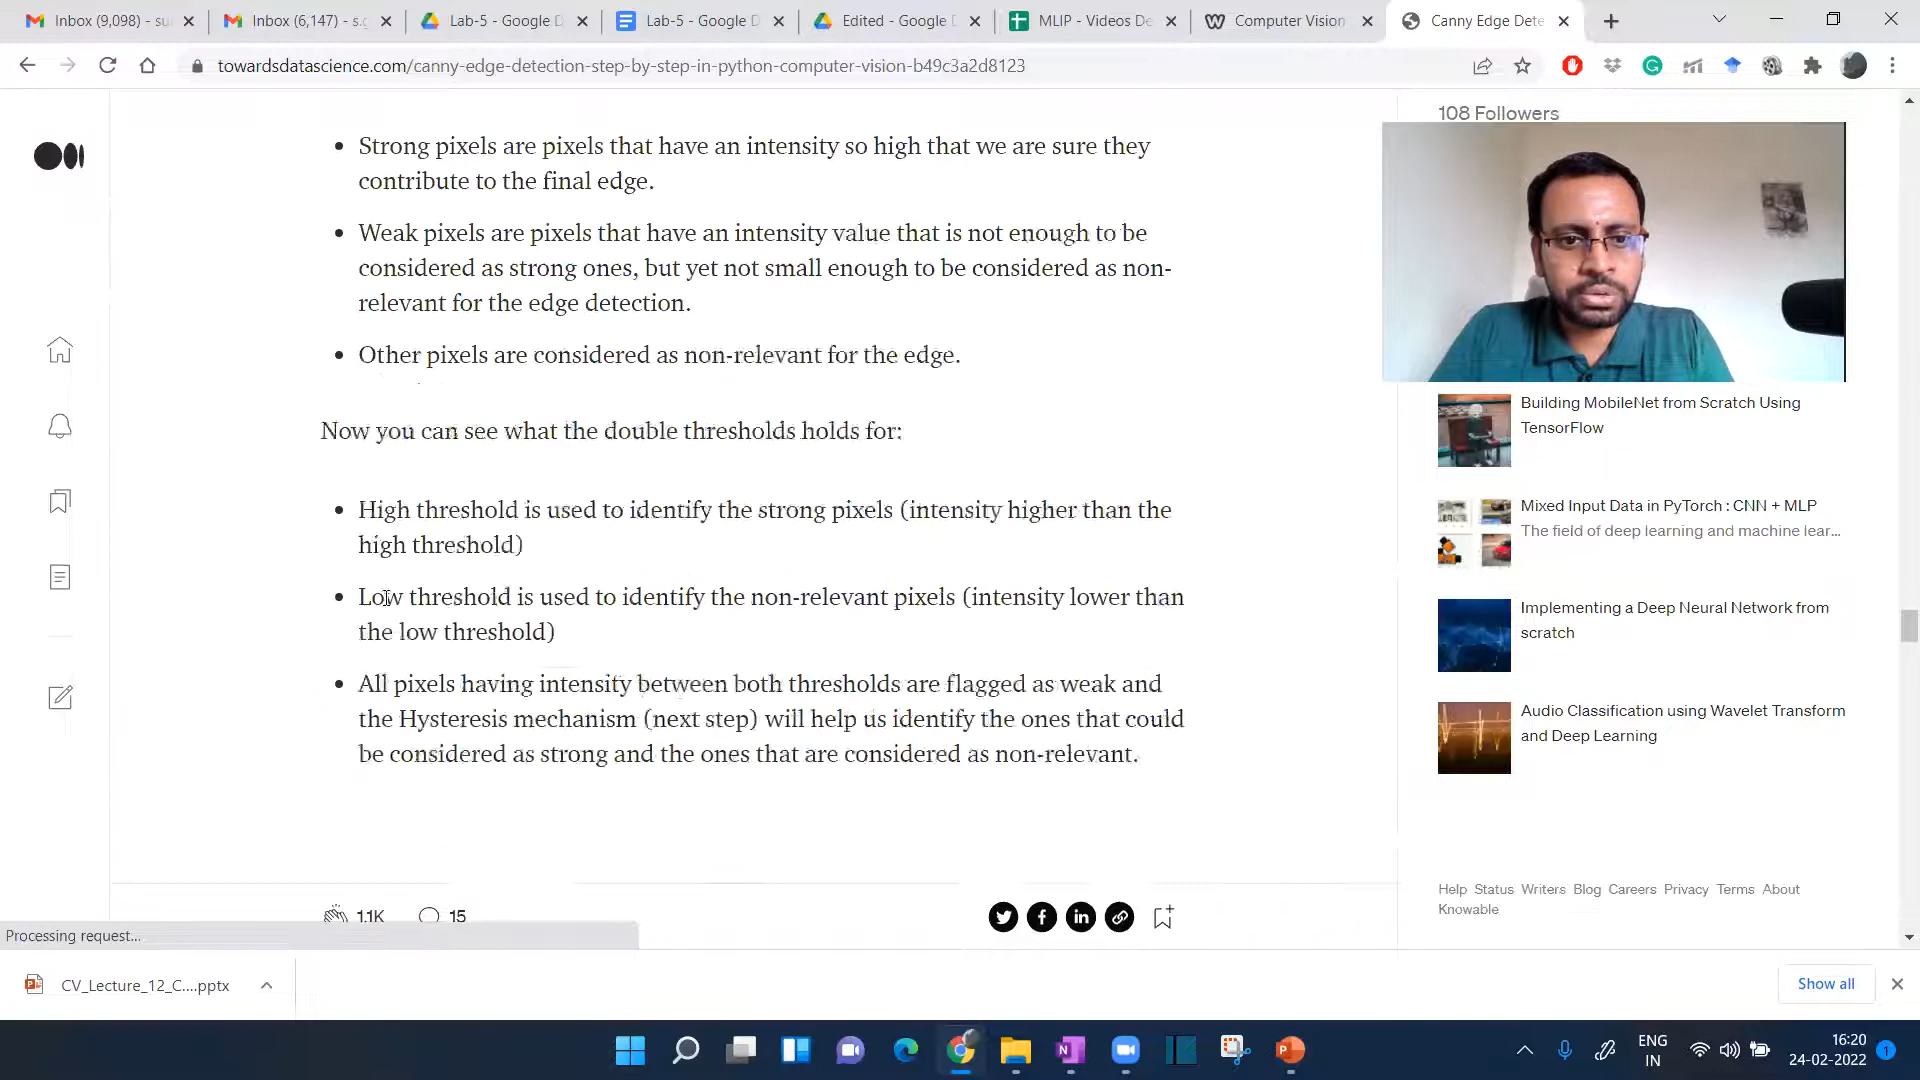 Inbox (9,098) - su
Inbox (6,147) - s.g
Lab-5 - Google D
Lab-5 - Google D
Edited - Google D
MLIP - Videos De
Computer Vision
Canny Edge Dete
towardsdatascience.com/canny-edge-detection-step-by-step-in-python-computer-vision-b49c3a2d8123
108 Followers
Strong pixels are pixels that have an intensity so high that we are sure they
contribute to the final edge.
Weak pixels are pixels that have an intensity value that is not enough to be
considered as strong ones, but yet not small enough to be considered as non-
relevant for the edge detection.
Other pixels are considered as non-relevant for the edge.
Now you can see what the double thresholds holds for:
High threshold is used to identify the strong pixels (intensity higher than the
high threshold)
Low threshold is used to identify the non-relevant pixels (intensity lower than
the low threshold)
All pixels having intensity between both thresholds are flagged as weak and
the Hysteresis mechanism (next step) will help us identify the ones that could
be considered as strong and the ones that are considered as non-relevant.
Building MobileNet from Scratch Using
TensorFlow
Mixed Input Data in PyTorch : CNN + MLP
The field of deep learning and machine lear...
Implementing a Deep Neural Network from
scratch
Audio Classification using Wavelet Transform
and Deep Learning
Help Status Writers Blog Careers Privacy Terms About
Knowable
1.1K
15
Processing request...
CV_Lecture_12_C....pptx
Show all
ENG
IN
16:20
24-02-2022
1